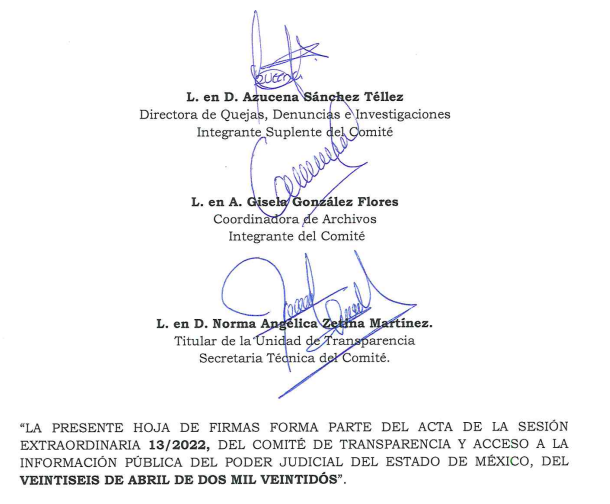 L. en D. Azucena Sánchez Téllez
Directora de Quejas, Denuncias e Investigaciones
Integrante Suplente del Comité
L. en A. Gisela González Flores
Coordinadora de Archivos
Integrante del Comité
L. en D. Norma Angélica Zetina Martínez.
Titular de la Unidad de Transparencia
Secretaria Técnica del Comité.
“LA PRESENTE HOJA DE FIRMAS FORMA PARTE DEL ACTA DE LA SESIÓN
EXTRAORDINARIA 13/2022, DEL COMITÉ DE TRANSPARENCIA Y ACCESO A LA
INFORMACIÓN PÚBLICA DEL PODER JUDICIAL DEL ESTADO DE MÉXICO, DEL
VEINTISEIS DE ABRIL DE DOS MIL VEINTIDÓS”.